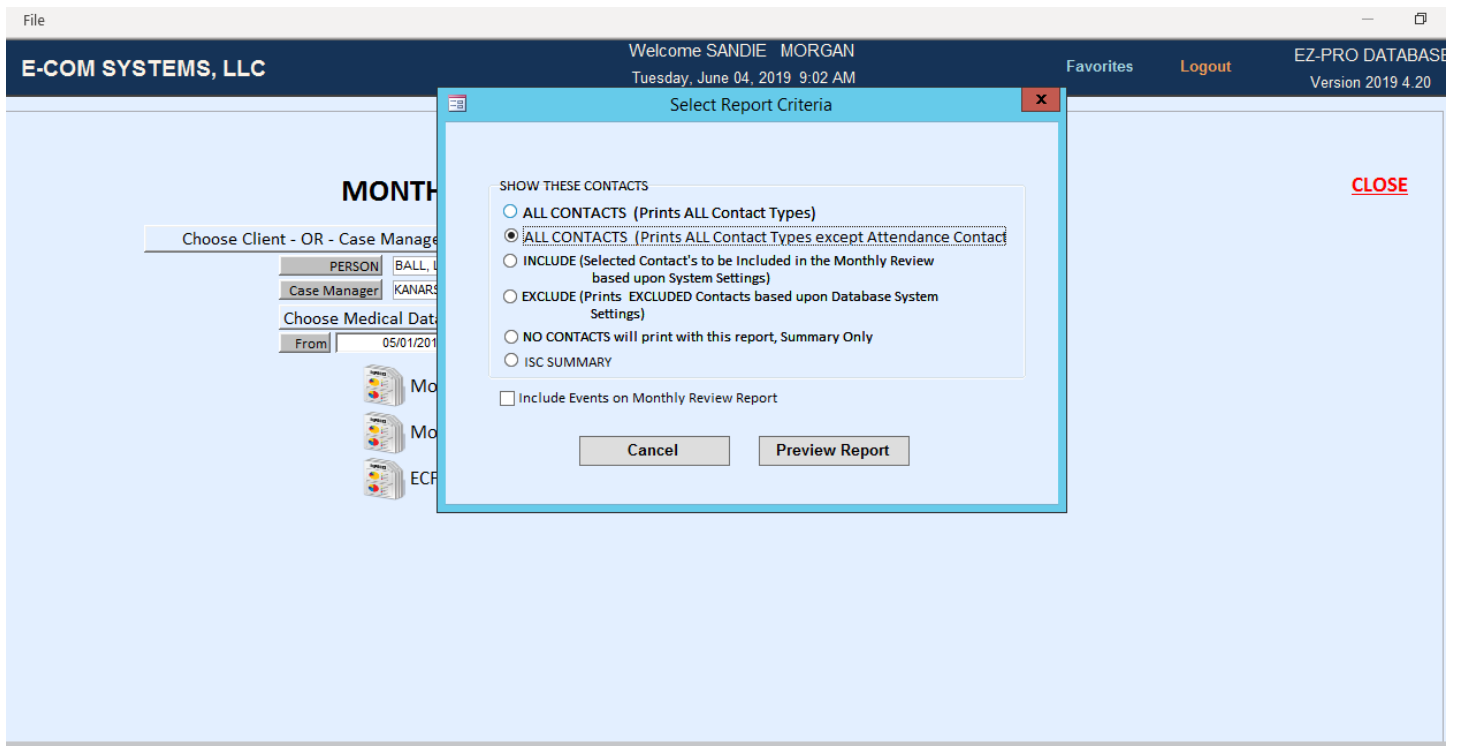 File
E-COM SYSTEMS, LLC
Welcome SANDIE MORGAN
Tuesday, June 04, 2019 9:02 AM
Favorites
Logout
EZ-PRO DATABASE
Version 2019 4.20
Select Report Criteria
x
MONTH
CLOSE
Choose Client - OR - Case Manage
PERSON BALL, L
Case Manager KANARS
Choose Medical Data
From 05/01/201
Mo
Mo
ECF
SHOW THESE CONTACTS
ALL CONTACTS (Prints ALL Contact Types)
ALL CONTACTS (Prints ALL Contact Types except Attendance Contact
INCLUDE (Selected Contact's to be Included in the Monthly Review
based upon System Settings)
EXCLUDE (Prints EXCLUDED Contacts based upon Database System
Settings)
NO CONTACTS will print with this report, Summary Only
ISC SUMMARY
Include Events on Monthly Review Report
Cancel
Preview Report